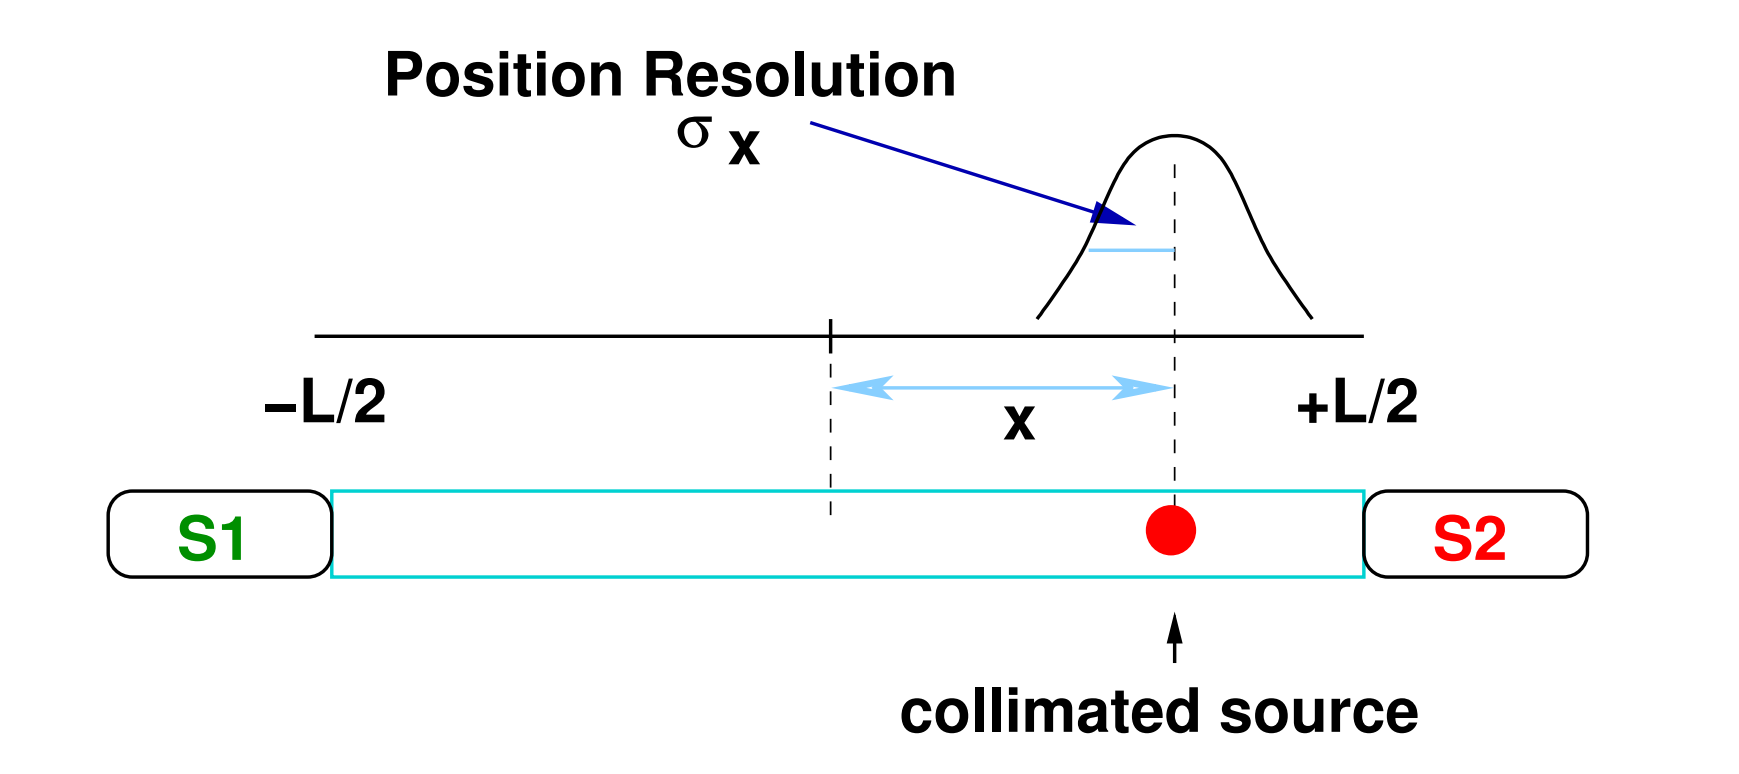 Position Resolution
σ x
–L/2
+L/2
x
S1
S2
collimated source